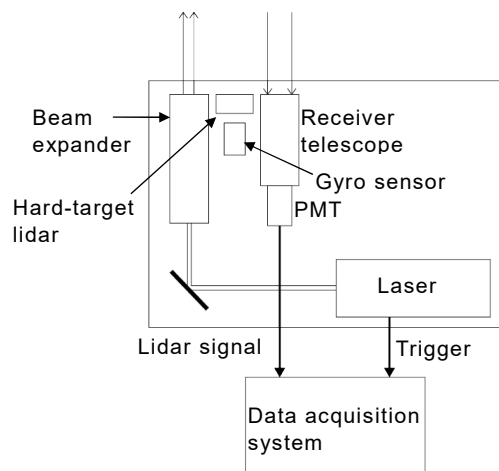 Beam
expander
Receiver
telescope
Gyro sensor
Hard-target
lidar
PMT
Laser
Lidar signal
Trigger
Data acquisition
system